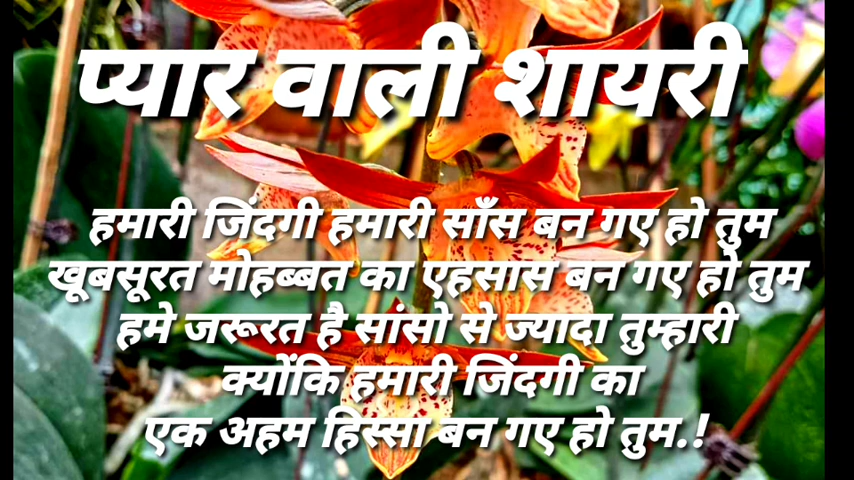 प्यार वाली शायरी
हमारी जिंदगी हमारी साँस बन गए हो तुम
खूबसूरत मोहब्बत का एहसास बन गए हो तुम
हमे जरूरत है सांसो से ज्यादा तुम्हारी
क्योंकि हमारी जिंदगी का
एक अहम हिस्सा बन गए हो तुम.!